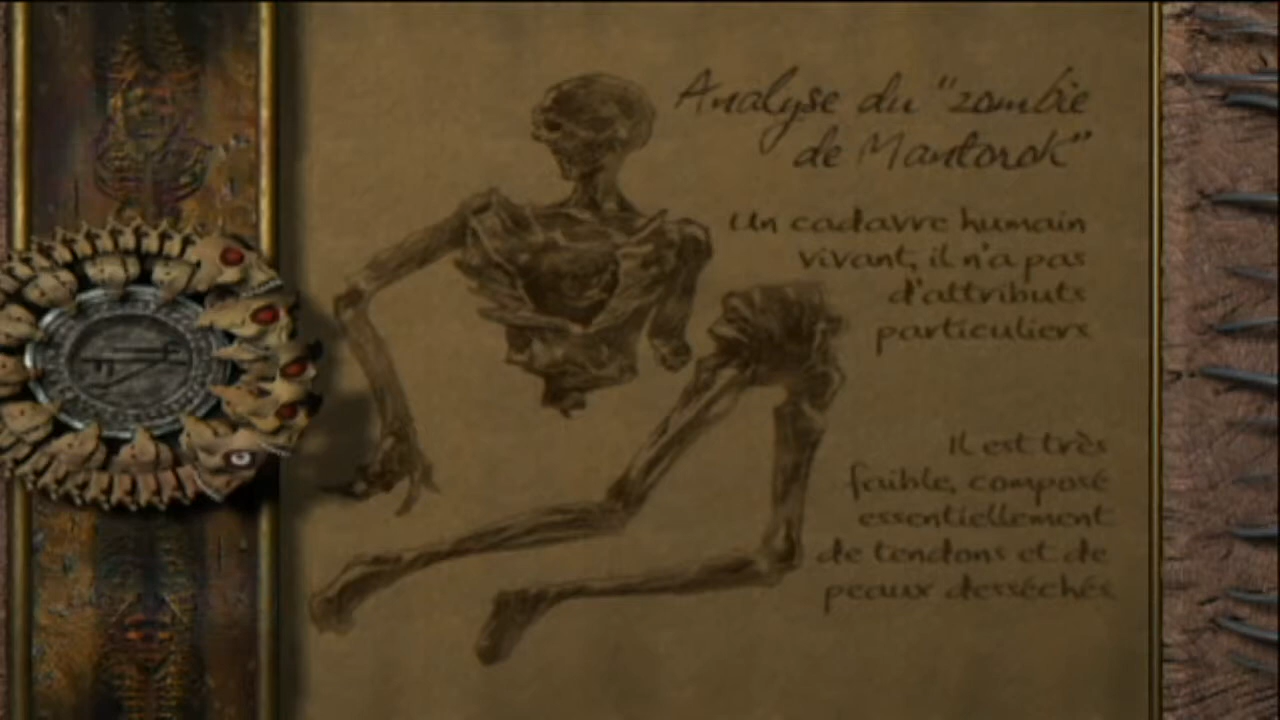 Analyse du "zombie
de Mantorok"
Un cadavre humain
vivant, il n'a pas
d'attributs
particuliers
Il est très
faible, composé
essentiellement
de tendons et de
peaux desséchés